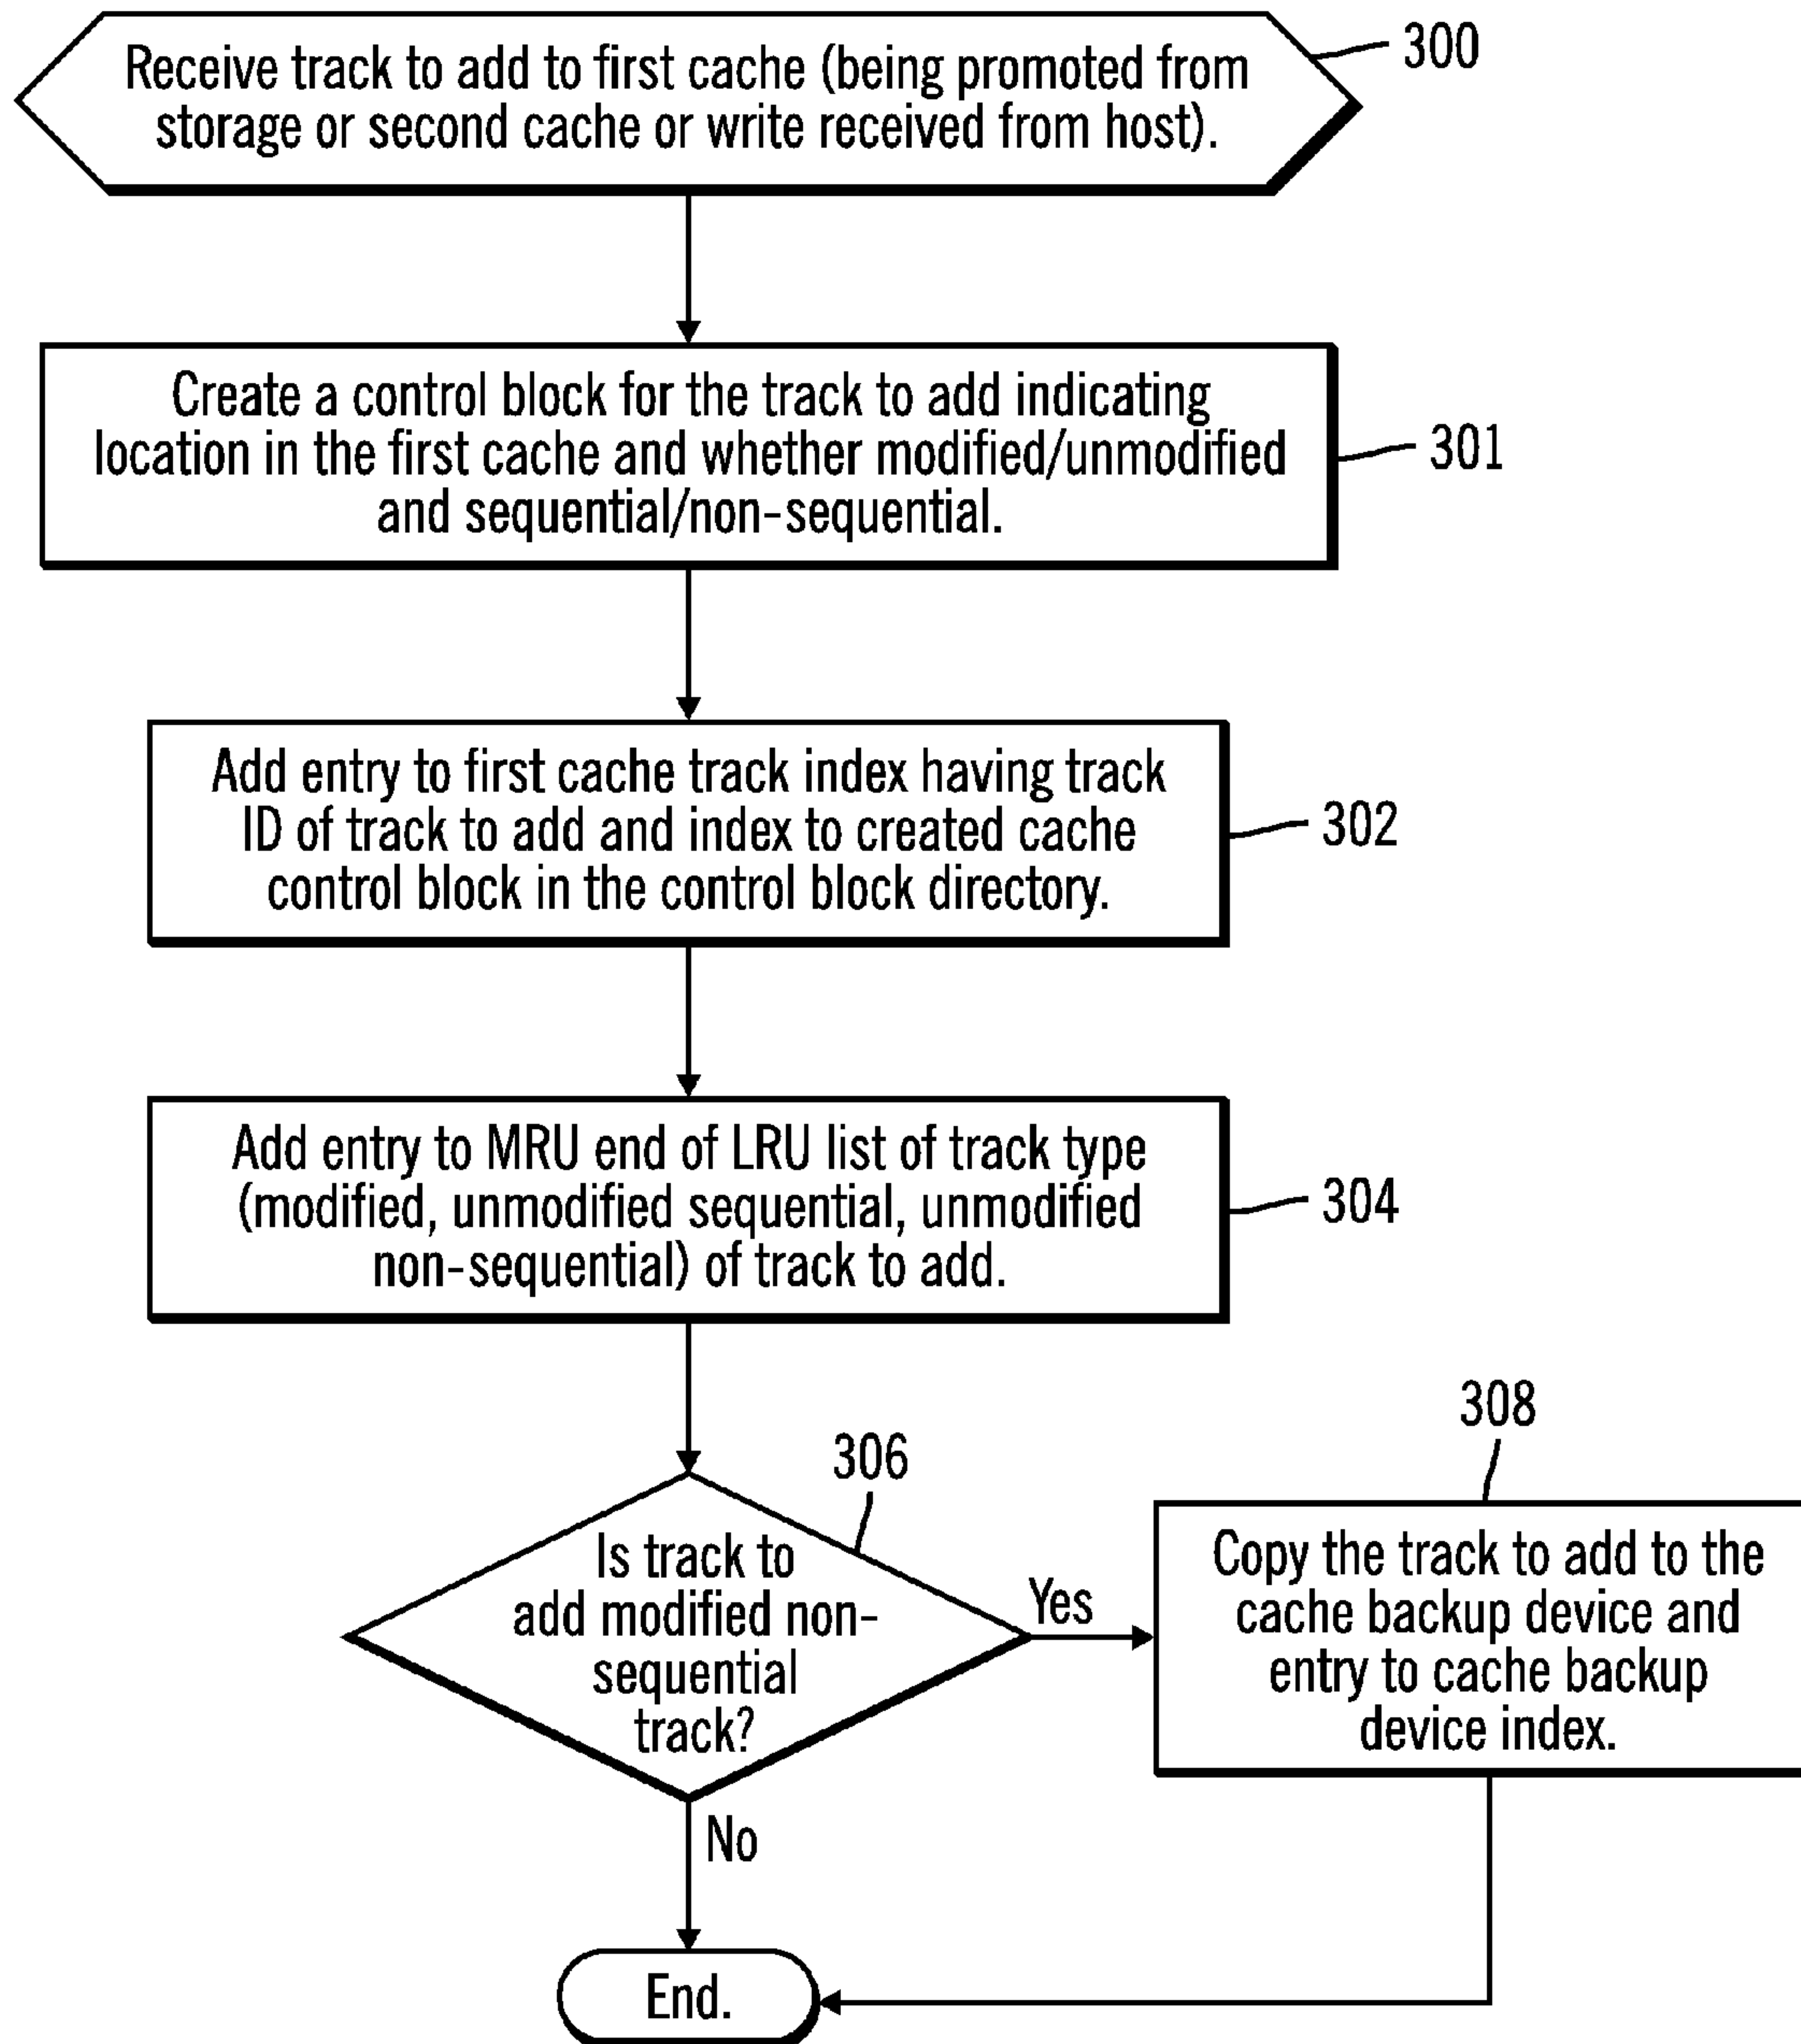 Receive track to add to first cache (being promoted from
storage or second cache or write received from host).
300
Create a control block for the track to add indicating
location in the first cache and whether modified/unmodified
and sequential/non-sequential.
301
Add entry to first cache track index having track
ID of track to add and index to created cache
control block in the control block directory.
302
Add entry to MRU end of LRU list of track type
(modified, unmodified sequential, unmodified
non-sequential) of track to add.
304
306
Is track to
add modified non-
sequential
track?
Yes
308
Copy the track to add to the
cache backup device and
entry to cache backup
device index.
No
End.